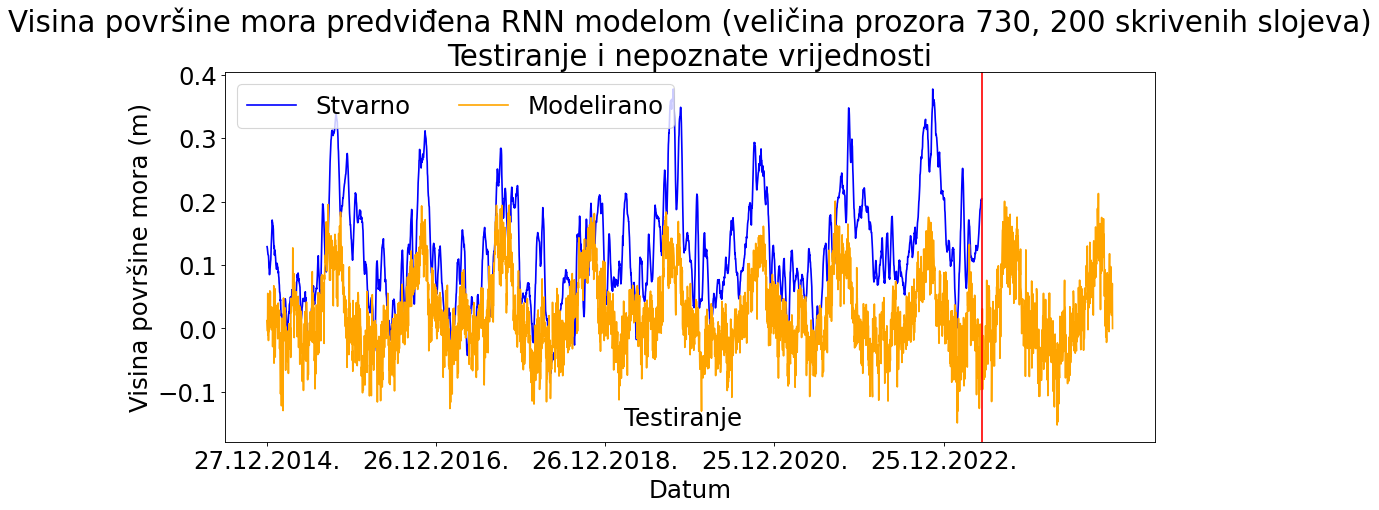 Visina površine mora predviđena RNN modelom (veličina prozora 730, 200 skrivenih slojeva)
Testiranje i nepoznate vrijednosti
Stvarno
Modelirano
Visina površine mora (m)
0.4
0.3
0.2
0.1
0.0
−0.1
Testiranje
27.12.2014.
26.12.2016.
26.12.2018.
25.12.2020.
25.12.2022.
Datum